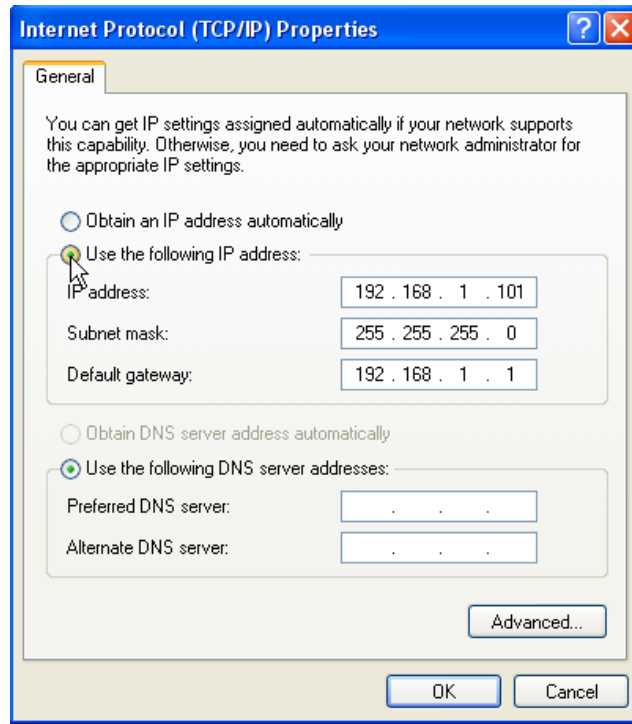 Internet Protocol (TCP/IP) Properties
General
You can get IP settings assigned automatically if your network supports
this capability. Otherwise, you need to ask your network administrator for
the appropriate IP settings.
Obtain an IP address automatically
Use the following IP address:
IP address: 192 . 168 . 1 . 101
Subnet mask: 255 . 255 . 255 . 0
Default gateway: 192 . 168 . 1 . 1
Obtain DNS server address automatically
Use the following DNS server addresses:
Preferred DNS server: . . .
Alternate DNS server: . . .
Advanced...
OK Cancel